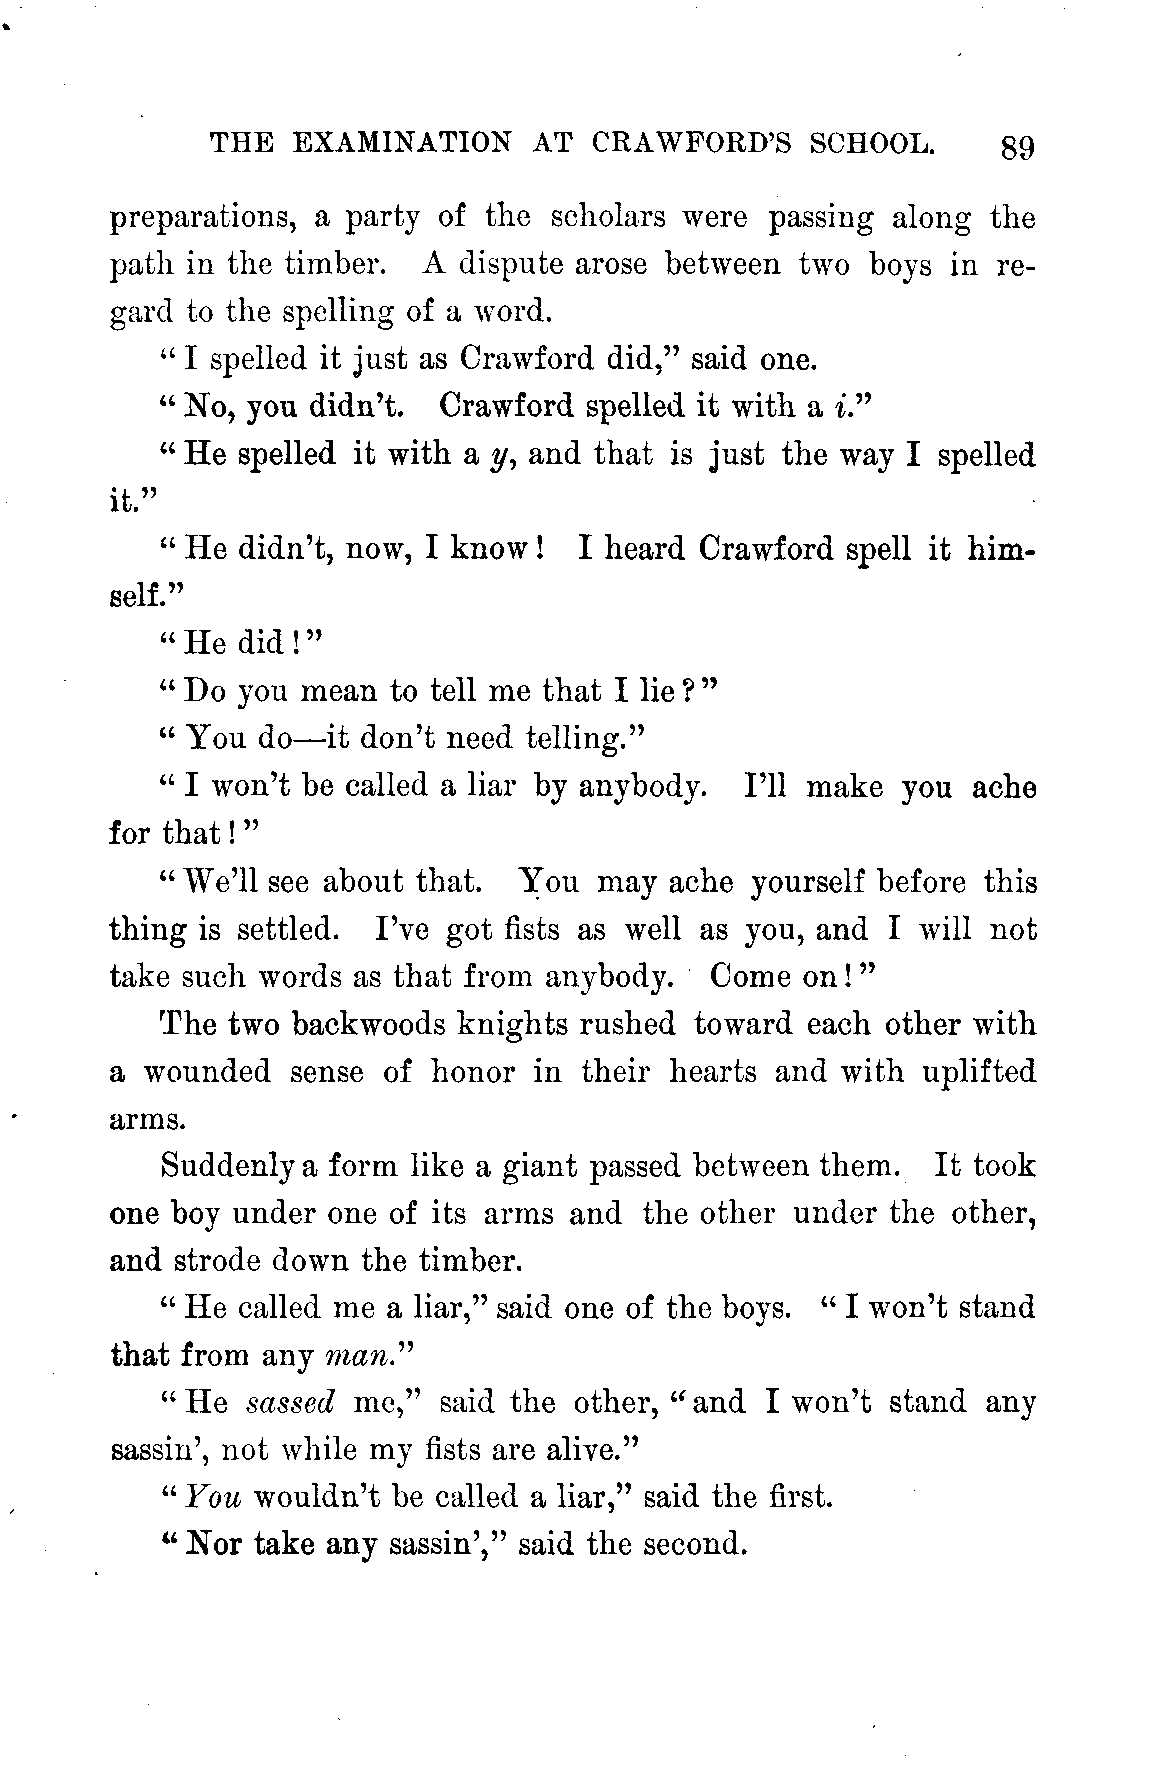 THE EXAMINATION AT CRAWFORD'S SCHOOL. 89
preparations, a party of the scholars were passing along the
path in the timber. A dispute arose between two boys in re-
gard to the spelling of a word.
“ I spelled it just as Crawford did,” said one.
“ No, you didn’t. Crawford spelled it with a i.”
“ He spelled it with a y, and that is just the way I spelled
it.”
“ He didn’t, now, I know ! I heard Crawford spell it him-
self.”
“ He did ! ”
“ Do you mean to tell me that I lie ? ”
“ You do—it don’t need telling.”
“ I won’t be called a liar by anybody. I’ll make you ache
for that ! ”
“ We’ll see about that. You may ache yourself before this
thing is settled. I’ve got fists as well as you, and I will not
take such words as that from anybody. Come on ! ”
The two backwoods knights rushed toward each other with
a wounded sense of honor in their hearts and with uplifted
arms.
Suddenly a form like a giant passed between them. It took
one boy under one of its arms and the other under the other,
and strode down the timber.
“ He called me a liar,” said one of the boys. “ I won’t stand
that from any man.”
“ He sassed me,” said the other, “ and I won’t stand any
sassin’, not while my fists are alive.”
“ You wouldn’t be called a liar,” said the first.
“ Nor take any sassin’,” said the second.